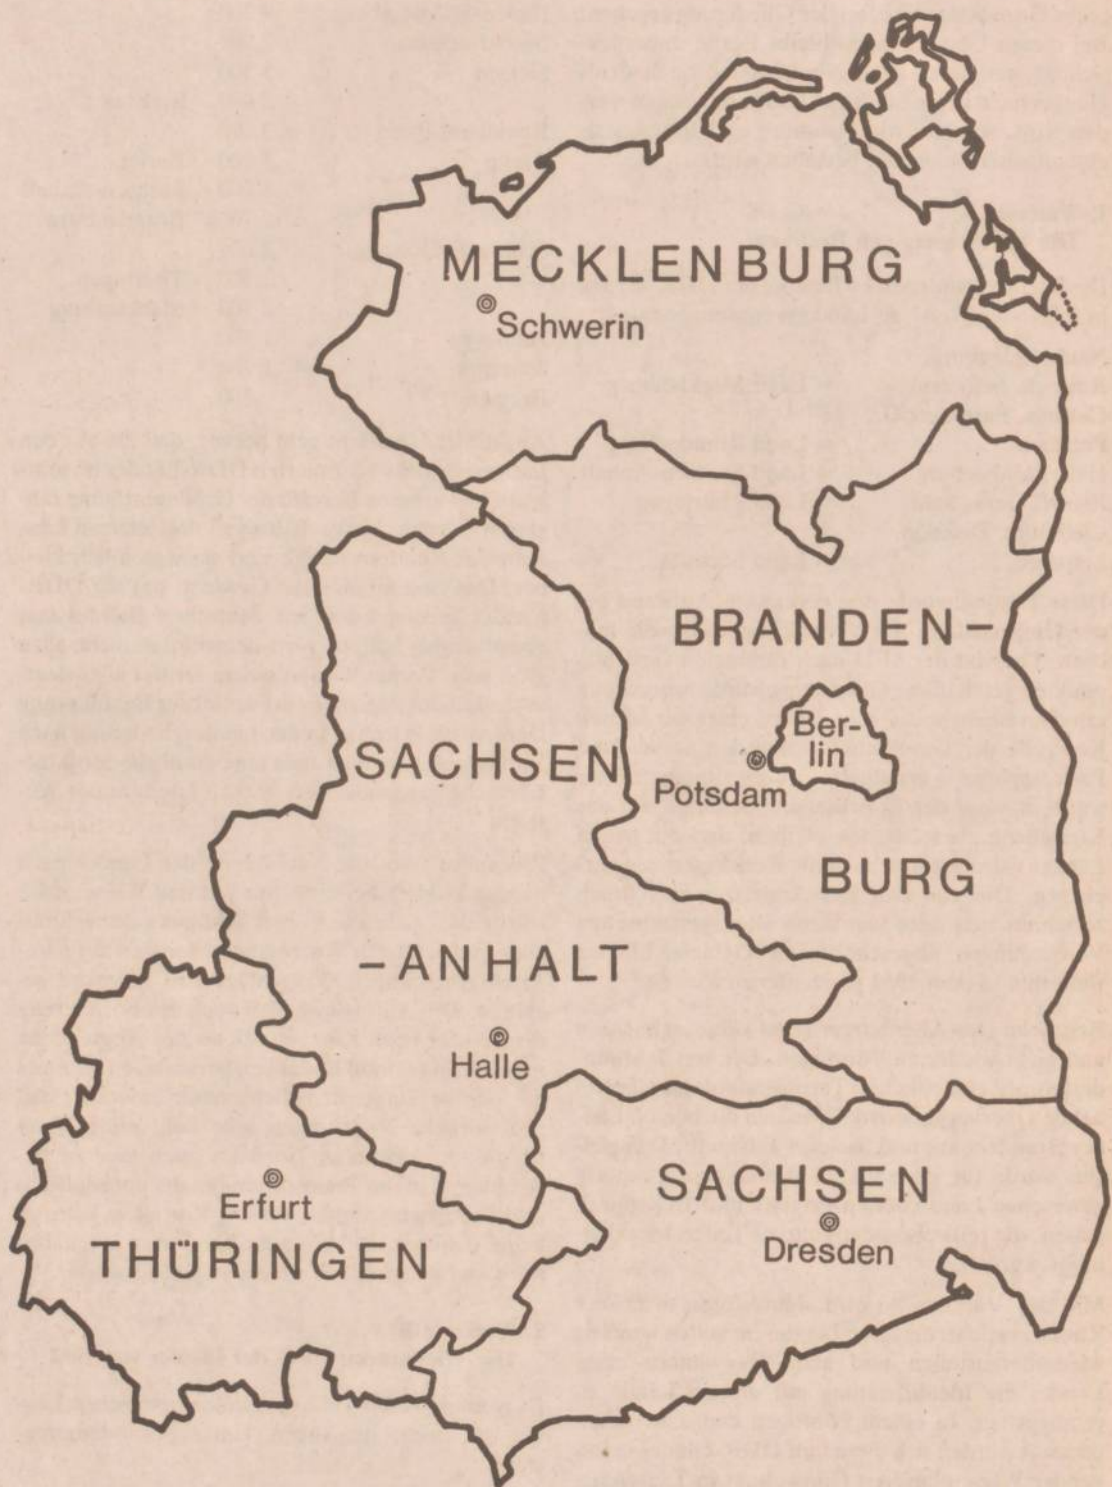 MECKLENBURG
Schwerin
BRANDEN-
Ber-
lin
Potsdam
BURG
SACHSEN
-ANHALT
Halle
SACHSEN
Dresden
Erfurt
THÜRINGEN